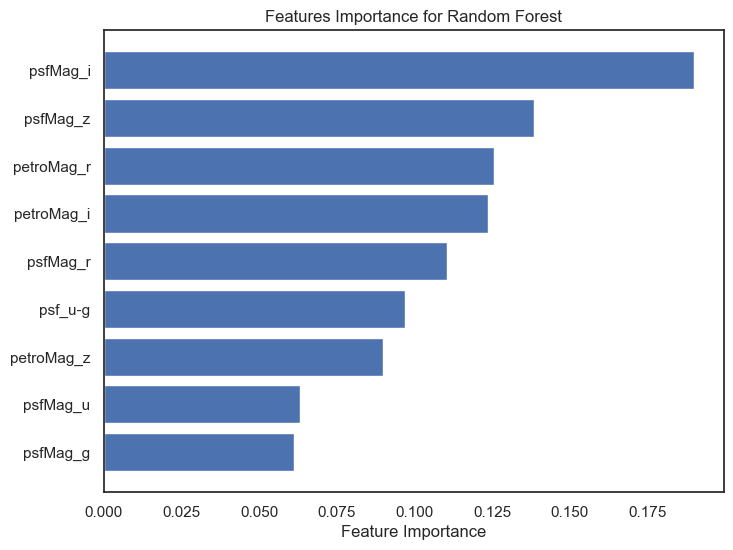 Features Importance for Random Forest
psfMag_i
psfMag_z
petroMag_r
petroMag_i
psfMag_r
psf_u-g
petroMag_z
psfMag_u
psfMag_g
0.000 0.025 0.050 0.075 0.100 0.125 0.150 0.175
Feature Importance